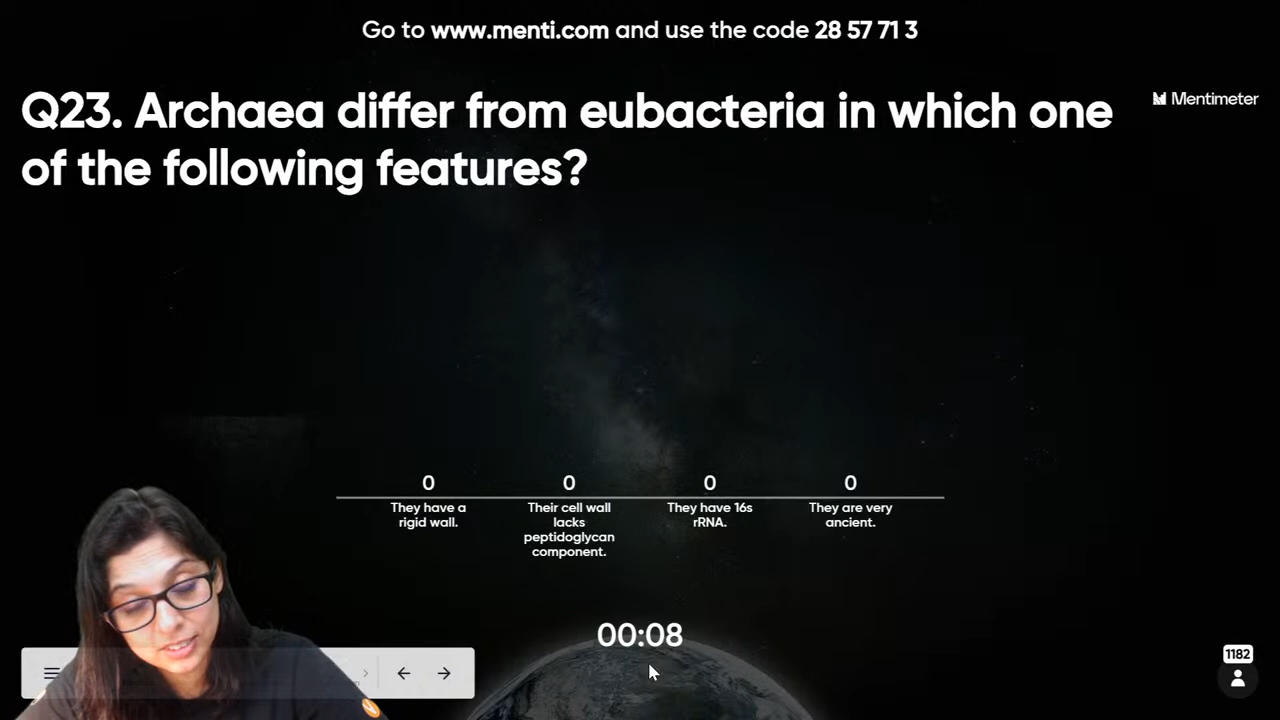 Go to www.menti.com and use the code 28 57 71 3
Mentimeter
Q23. Archaea differ from eubacteria in which one
of the following features?
0
0
0
0
They have a
rigid wall.
Their cell wall
lacks
peptidoglycan
component.
They have 16s
rRNA.
They are very
ancient.
00:08
1182